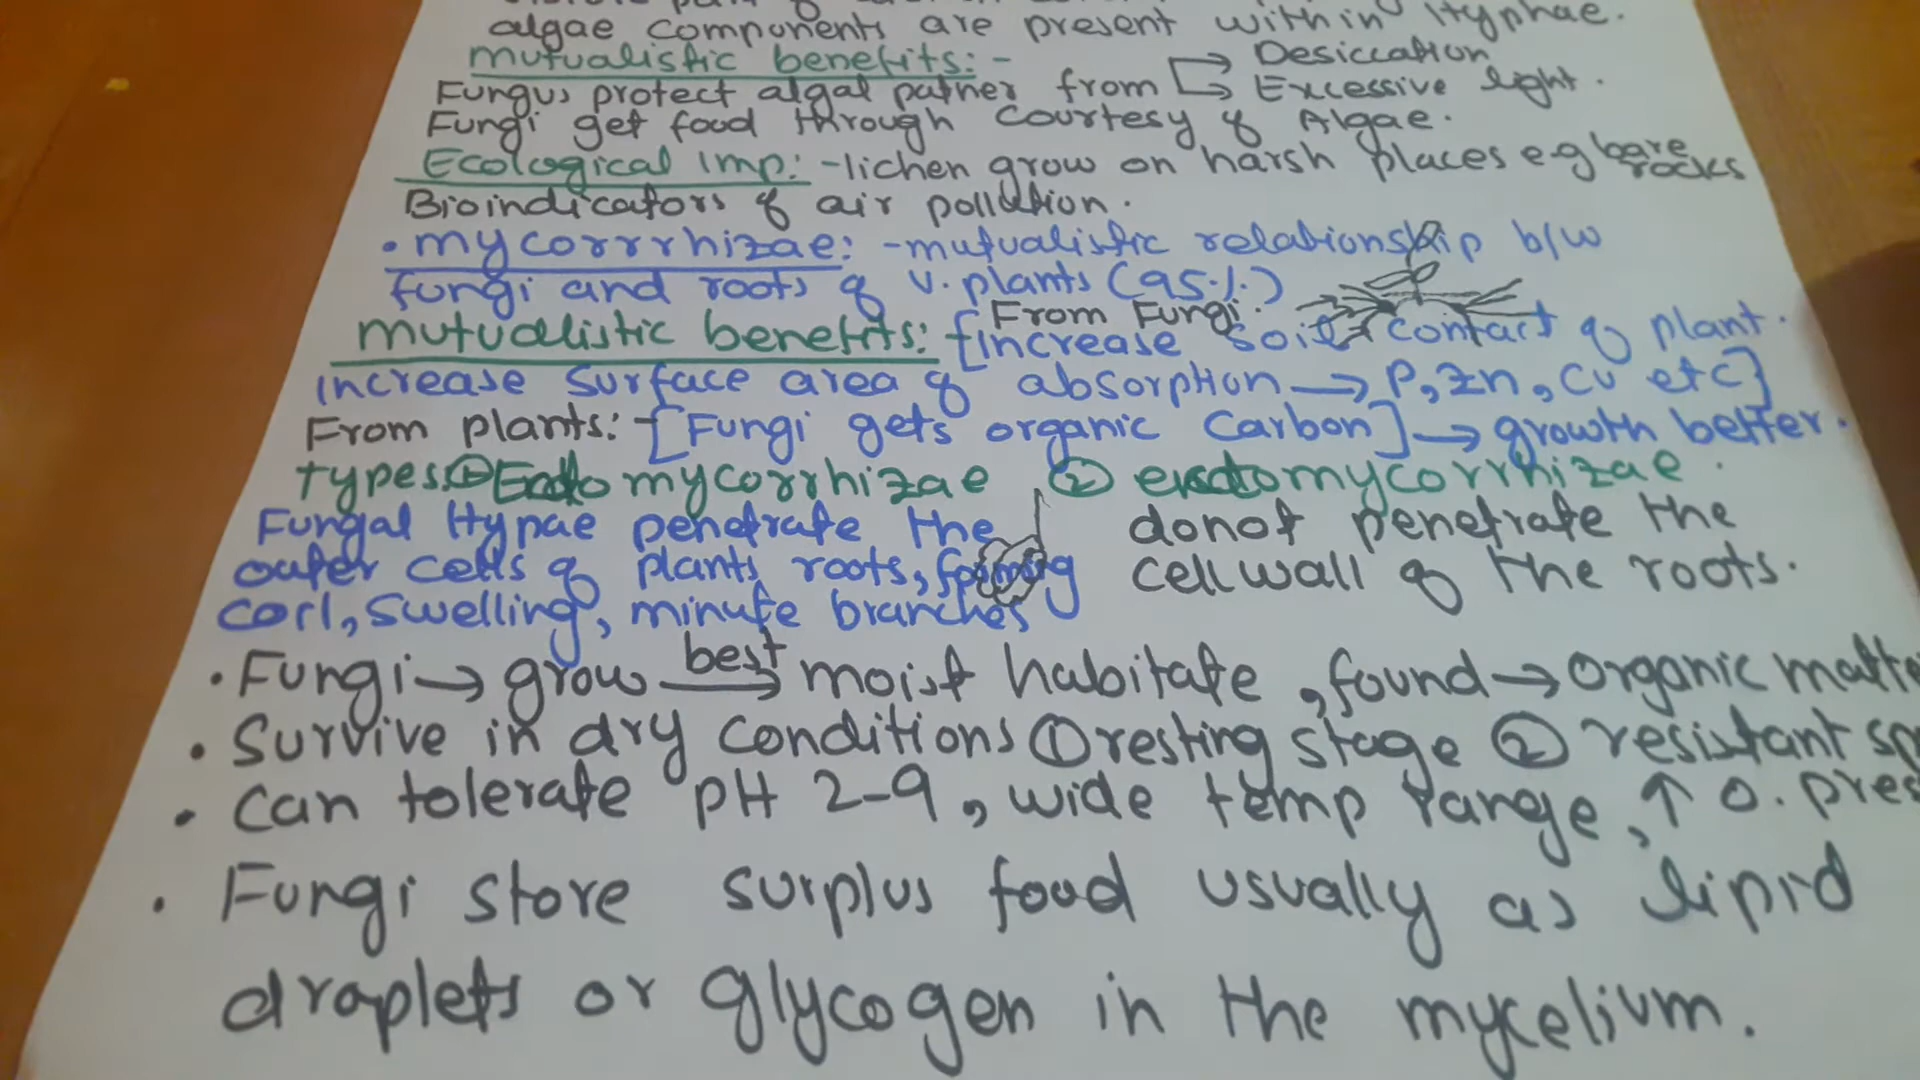 algae components are present within Hyphae.
Mutualistic benefits:-
Fungus protect algal patner from → Desiccation
→ Excessive light.
Fungi get food through courtesy of Algae.
Ecological Imp:-lichen grow on harsh places e.g bare rocks
Bioindicators of air pollution.
• mycorrrhizae:-mutualistic relationship b/w
fungi and roots of v. plants (95%)
From Fungi:
mutualistic benefits:-[Increase soil contact of plant.
increase surface area of absorption → P, Zn, Cu etc]
From plants:-[Fungi gets organic Carbon] → growth better.
types:① Endomycorrhizae ② ectomycorrhizae.
Fungal Hypae penetrate the donot penetrate the
outer cells of plants roots, forming cell wall of the roots.
corl, swelling, minute branches
• Fungi → grow best → moist habitate, found → organic matte
• Survive in dry conditions ① resting stage ② resistant sp
• Can tolerate pH 2-9, wide temp range, ↑ o. pres
• Fungi store surplus food usually as lipid
droplets or glycogen in the mycelium.